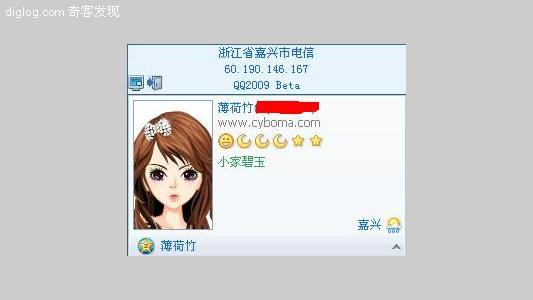 diglog.com 奇客发现
浙江省嘉兴市电信
60.190.146.167
QQ2009 Beta
薄荷竹(
www.cyboma.com
小家碧玉
嘉兴
薄荷竹